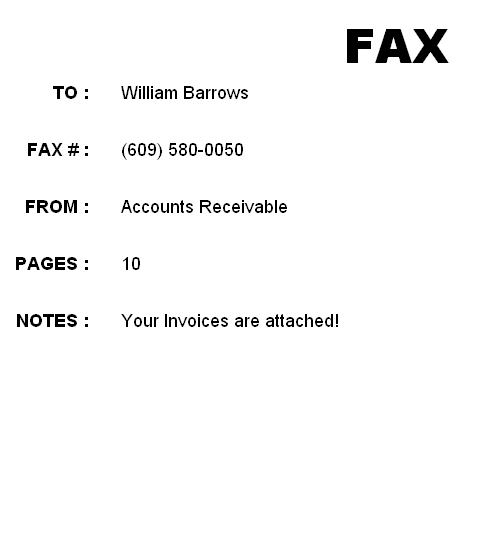 FAX
TO : William Barrows
FAX # : (609) 580-0050
FROM : Accounts Receivable
PAGES : 10
NOTES : Your Invoices are attached!